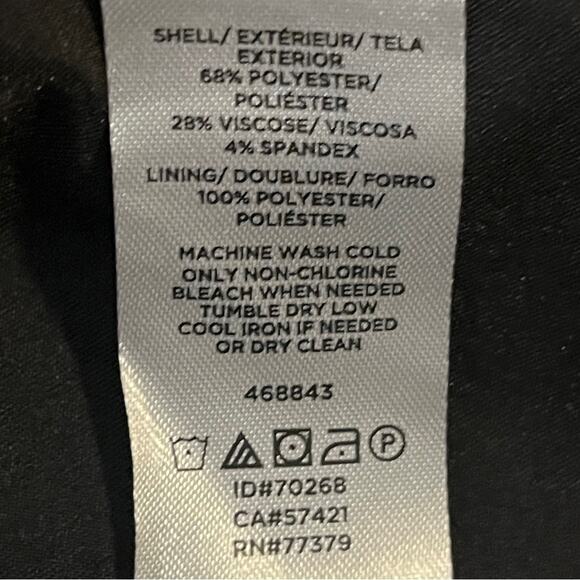 SHELL/ EXTÉRIEUR/ TELA
EXTERIOR
68% POLYESTER/
POLIÉSTER
28% VISCOSE/ VISCOSA
4% SPANDEX
LINING/ DOUBLURE/ FORRO
100% POLYESTER/
POLIÉSTER
MACHINE WASH COLD
ONLY NON-CHLORINE
BLEACH WHEN NEEDED
TUMBLE DRY LOW
COOL IRON IF NEEDED
OR DRY CLEAN
468843
P
ID#70268
CA#57421
RN#77379